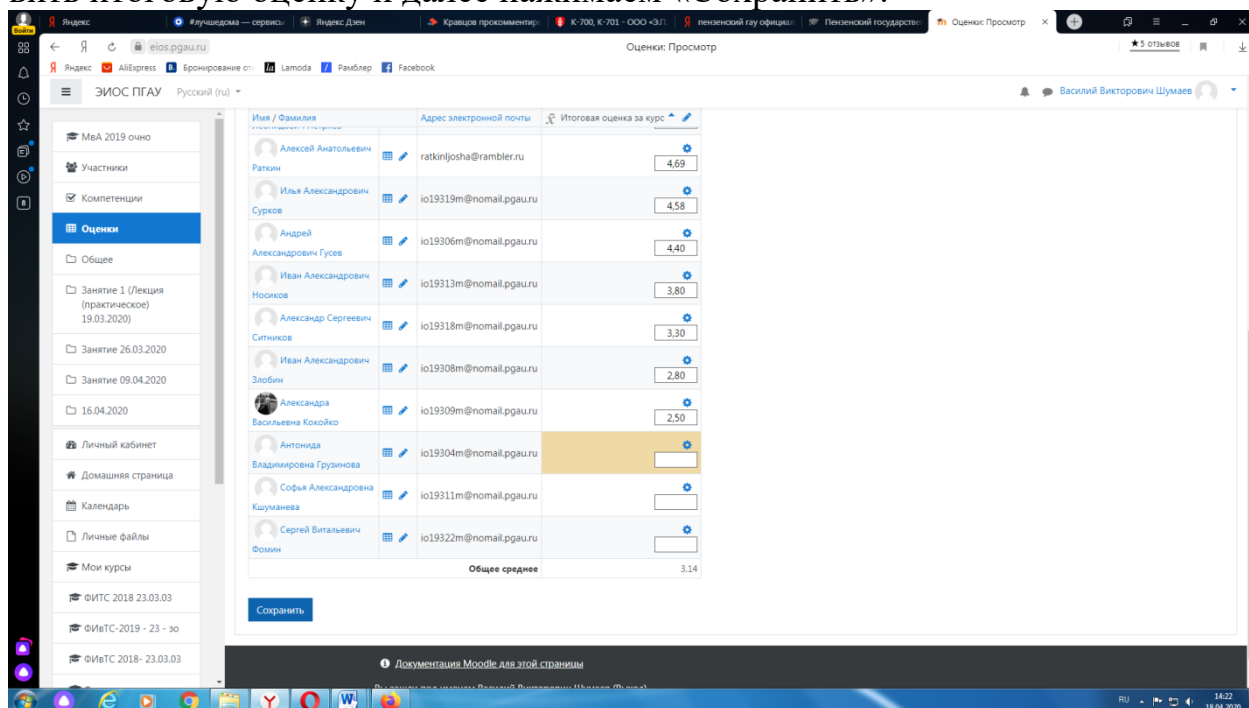 вить итоговую оценку и далее нажимаем «Сохранить».
Яндекс
#лучшедома — сервисы
Яндекс Дзен
Кравцов прокомментир
К-700, К-701 - ООО «ЭЛ
пензенский гау официал
Пензенский государстве
Оценки: Просмотр
Войти
eios.pgau.ru
Оценки: Просмотр
★ 5 отзывов
Яндекс
AliExpress
Бронирование от
Lamoda
Рамблер
Facebook
ЭИОС ПГАУ
Русский (ru)
Василий Викторович Шумаев
МвА 2019 очно
Участники
Компетенции
Оценки
Общее
Занятие 1 (Лекция
(практическое)
19.03.2020)
Занятие 26.03.2020
Занятие 09.04.2020
16.04.2020
Личный кабинет
Домашняя страница
Календарь
Личные файлы
Мои курсы
ФИТС 2018 23.03.03
ФИвТС-2019 - 23 - зо
ФИвТС 2018- 23.03.03
Имя / Фамилия
Адрес электронной почты
Итоговая оценка за курс
Алексей Анатольевич
Раткин
ratkinljosha@rambler.ru
4,69
Илья Александрович
Сурков
io19319m@nomail.pgau.ru
4,58
Андрей
Александрович Гусев
io19306m@nomail.pgau.ru
4,40
Иван Александрович
Носиков
io19313m@nomail.pgau.ru
3,80
Александр Сергеевич
Ситников
io19318m@nomail.pgau.ru
3,30
Иван Александрович
Злобин
io19308m@nomail.pgau.ru
2,80
Александра
Васильевна Кокойко
io19309m@nomail.pgau.ru
2,50
Антонида
Владимировна Грузинова
io19304m@nomail.pgau.ru
Софья Александровна
Кшуманева
io19311m@nomail.pgau.ru
Сергей Витальевич
Фомин
io19322m@nomail.pgau.ru
Общее среднее
3,14
Сохранить
Документация Moodle для этой страницы
RU
14:22
18.04.2020